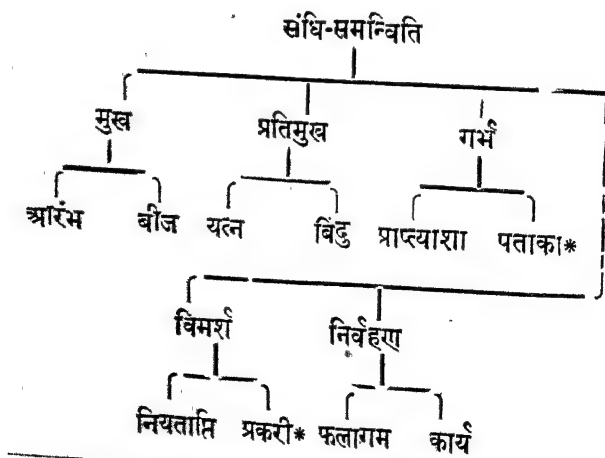 संधि-समन्विति
मुख प्रतिमुख गर्भ
आरंभ बीज यत्न बिंदु प्राप्त्याशा पताका*
विमर्श निर्वहण
नियताप्ति प्रकरी* फलागम कार्य